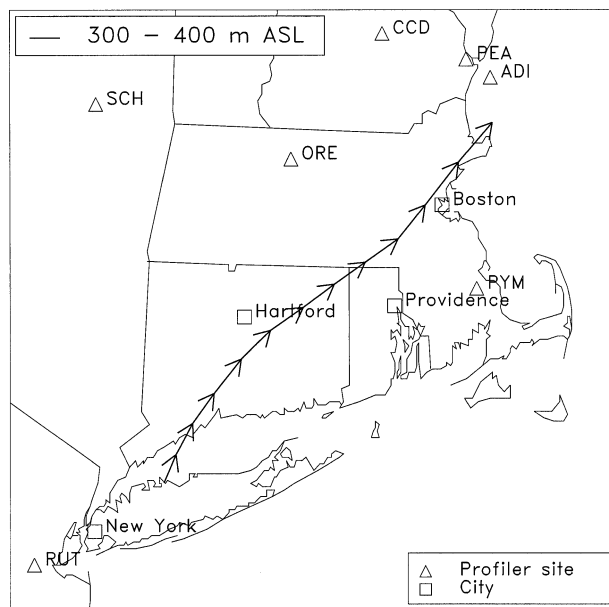 300 – 400 m ASL
CCD
PEA
ADI
SCH
ORE
Boston
PYM
Providence
Hartford
New York
RUT
Profiler site
City